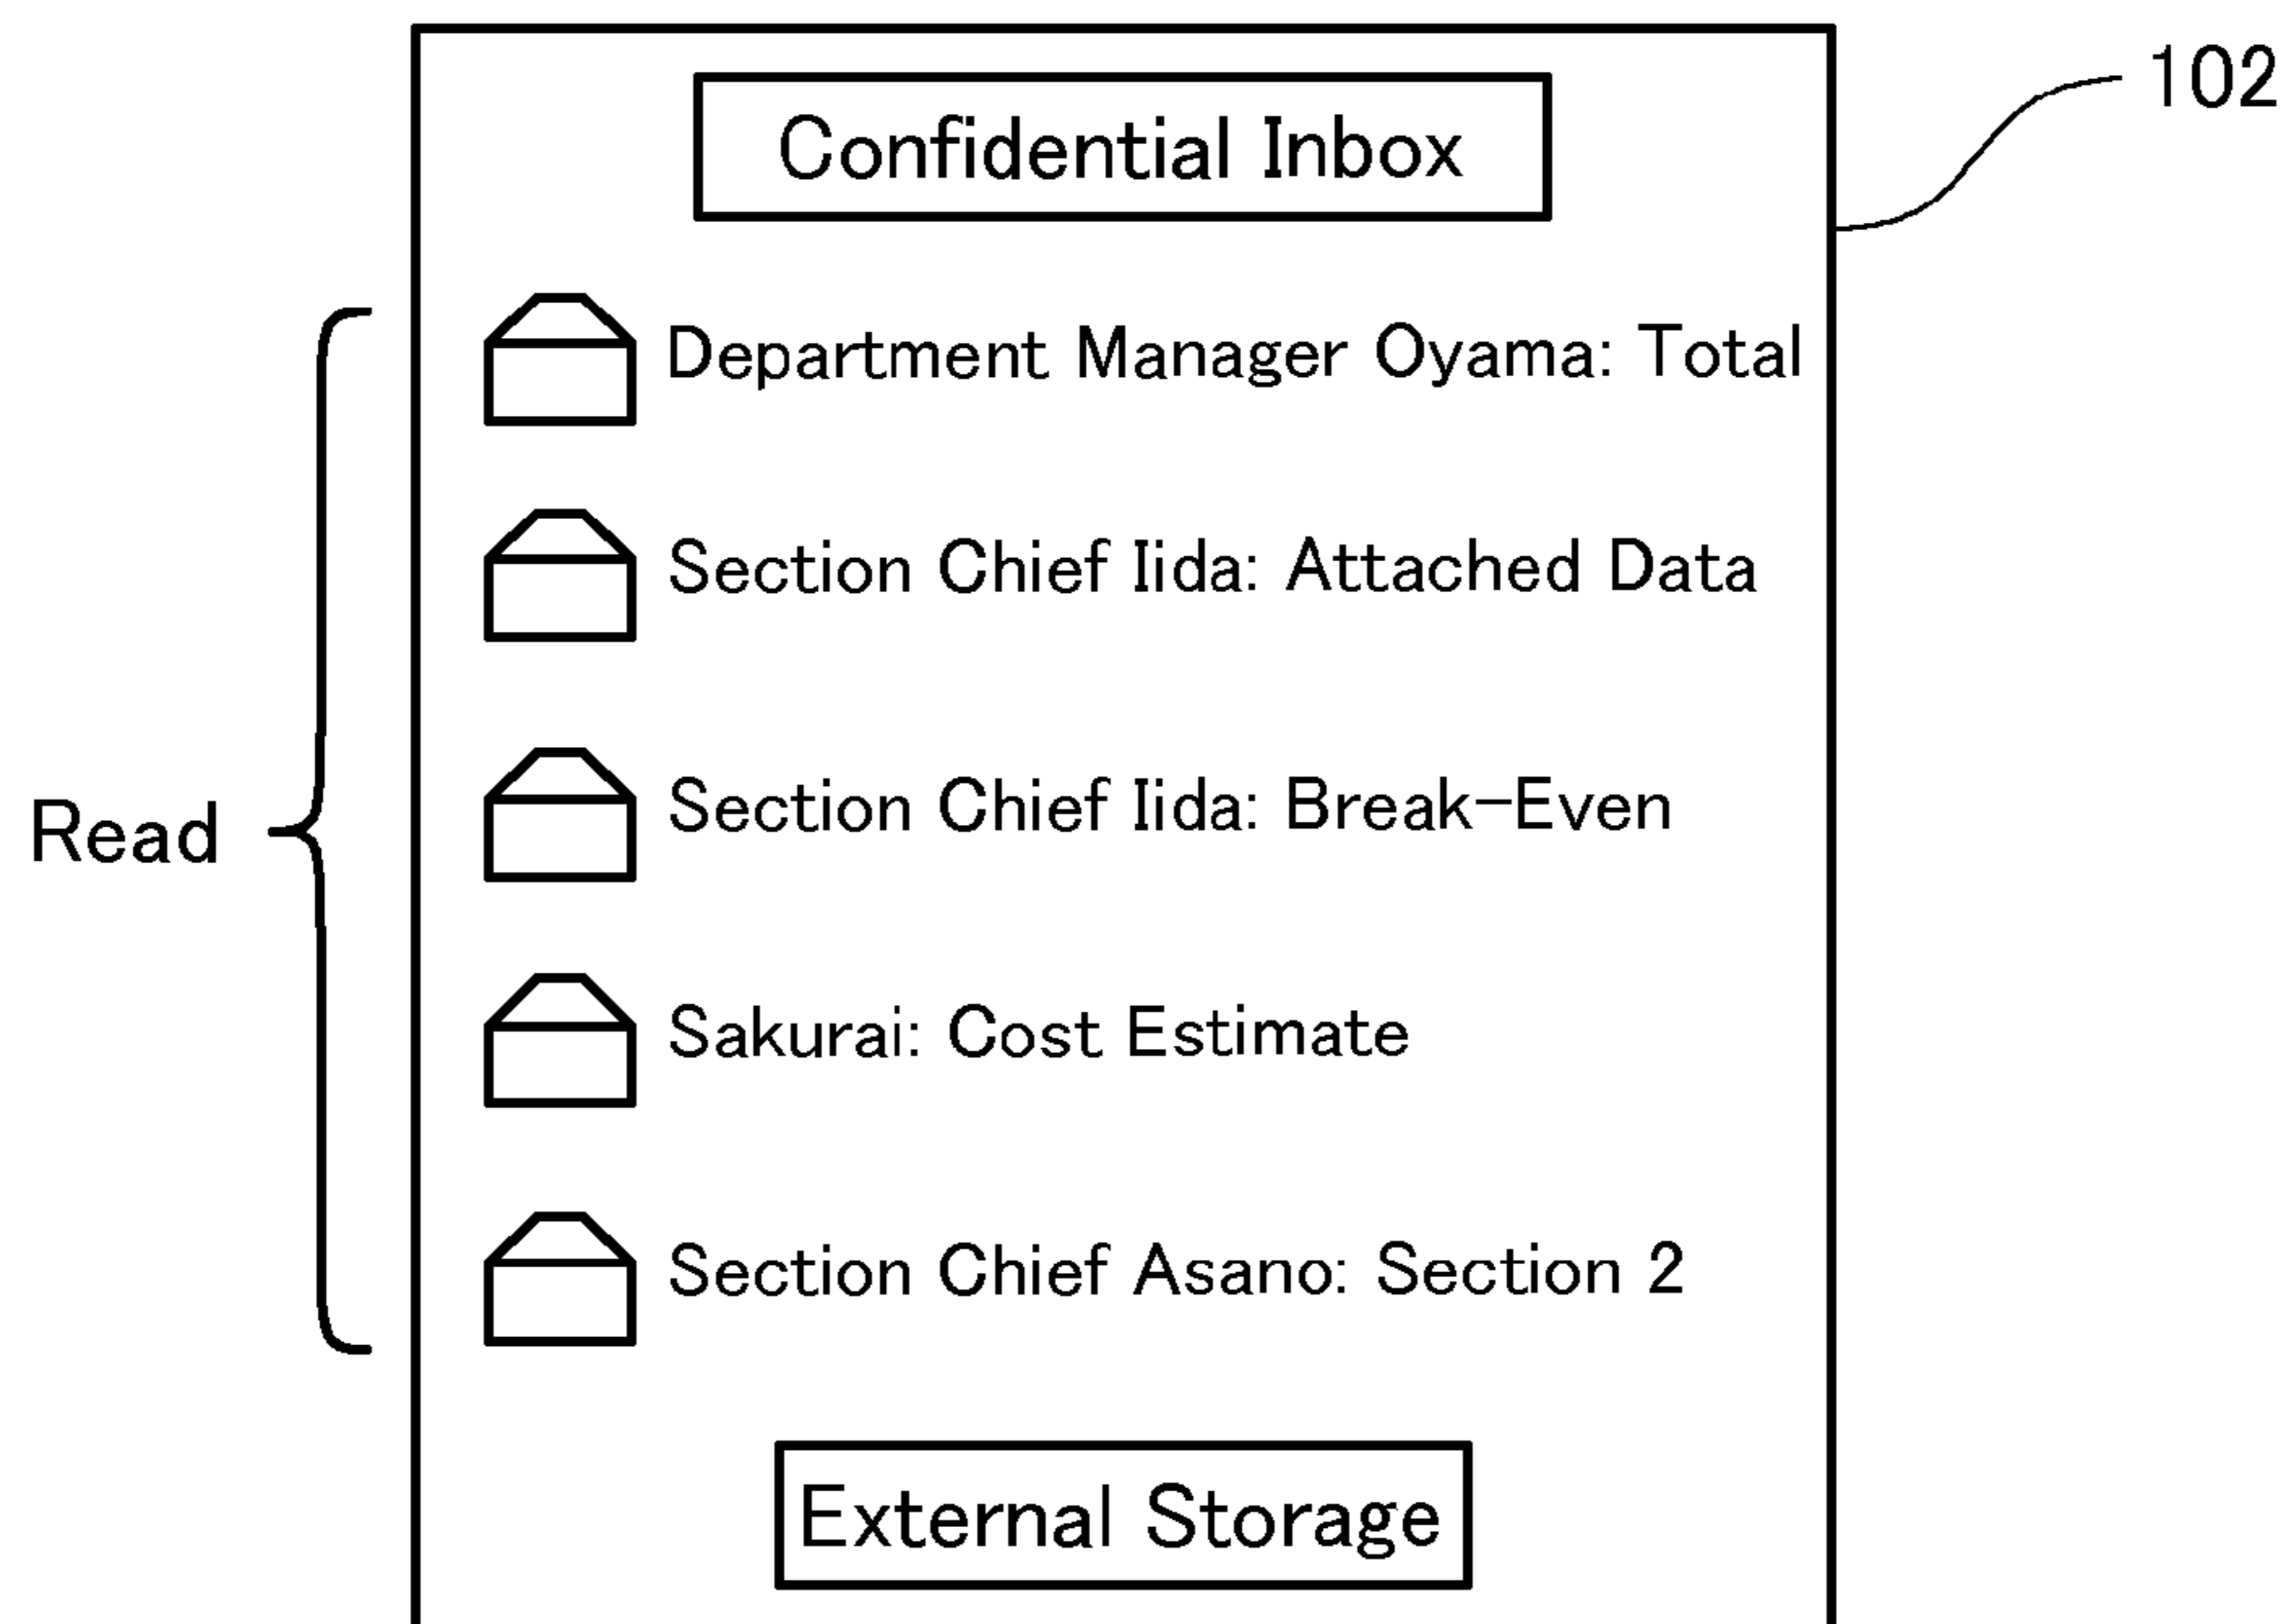 Confidential Inbox
102
Department Manager Oyama: Total
Section Chief Iida: Attached Data
Section Chief Iida: Break-Even
Read
Sakurai: Cost Estimate
Section Chief Asano: Section 2
External Storage